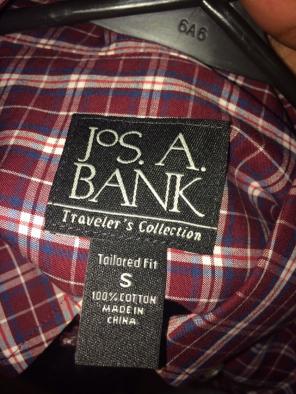 6A6
JOS. A.
BANK
Traveler's Collection
Tailored Fit
S
100% COTTON
MADE IN
CHINA